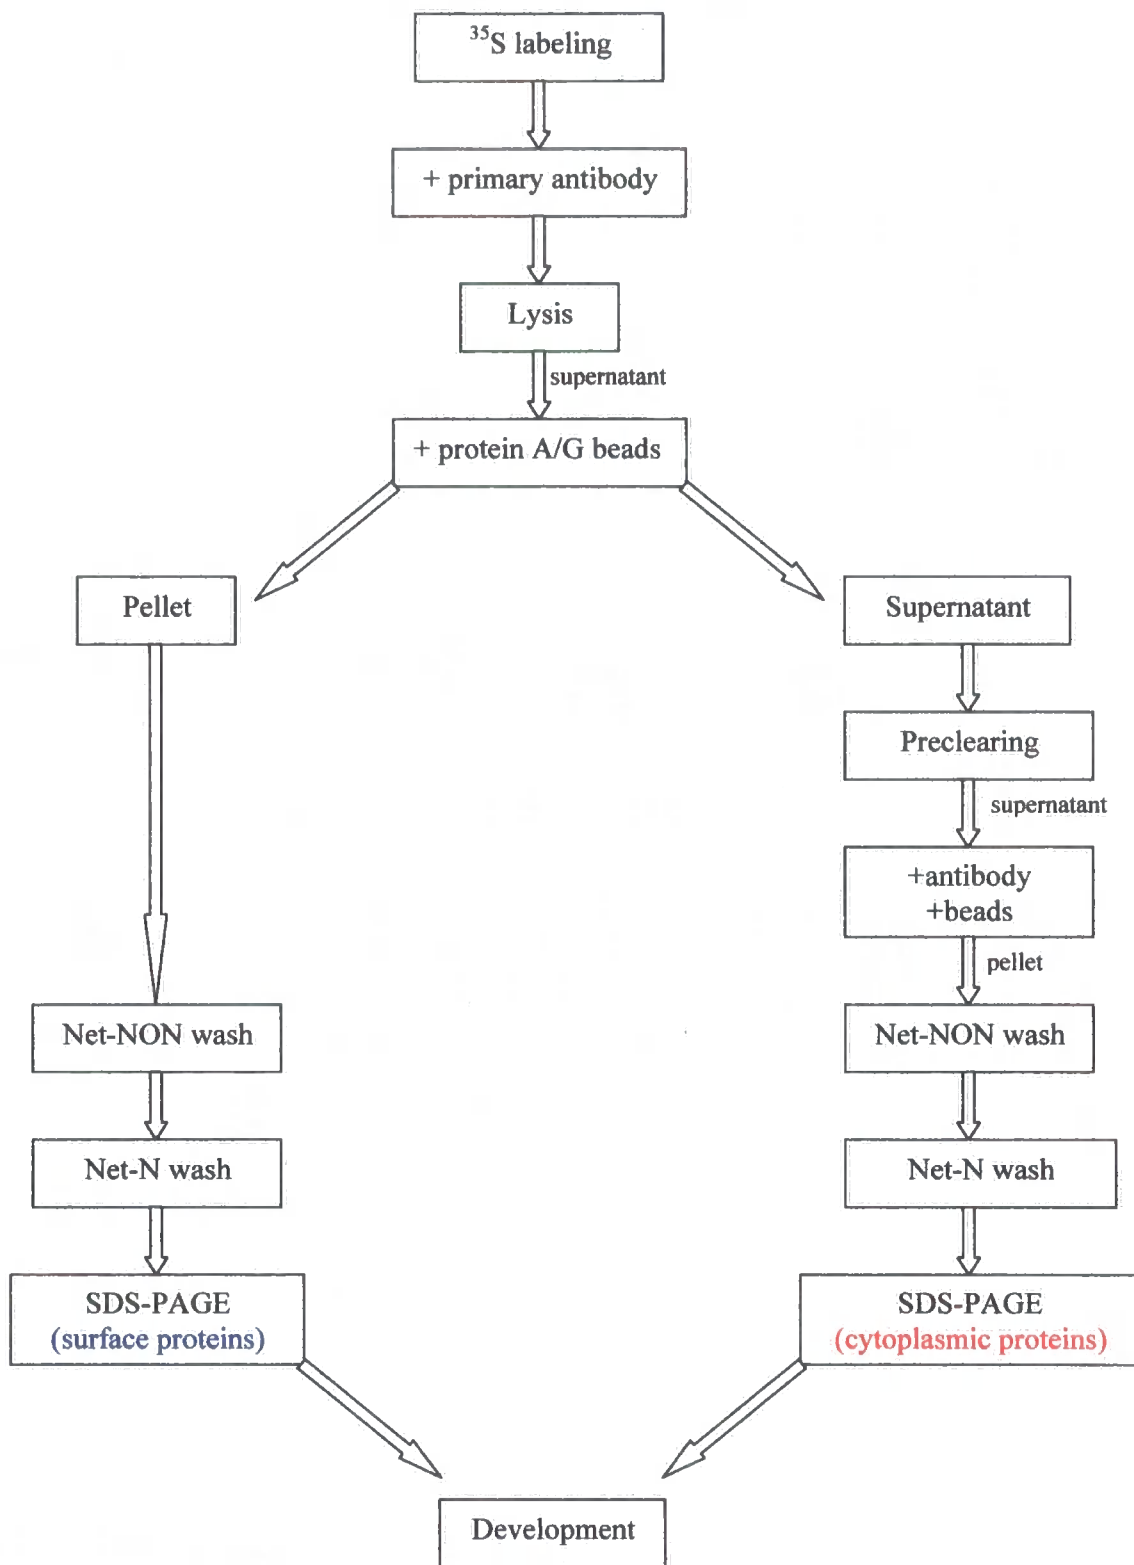 ³⁵S labeling
+ primary antibody
Lysis
supernatant
+ protein A/G beads
Pellet
Supernatant
Preclearing
supernatant
+antibody
+beads
pellet
Net-NON wash
Net-NON wash
Net-N wash
Net-N wash
SDS-PAGE
(surface proteins)
SDS-PAGE
(cytoplasmic proteins)
Development